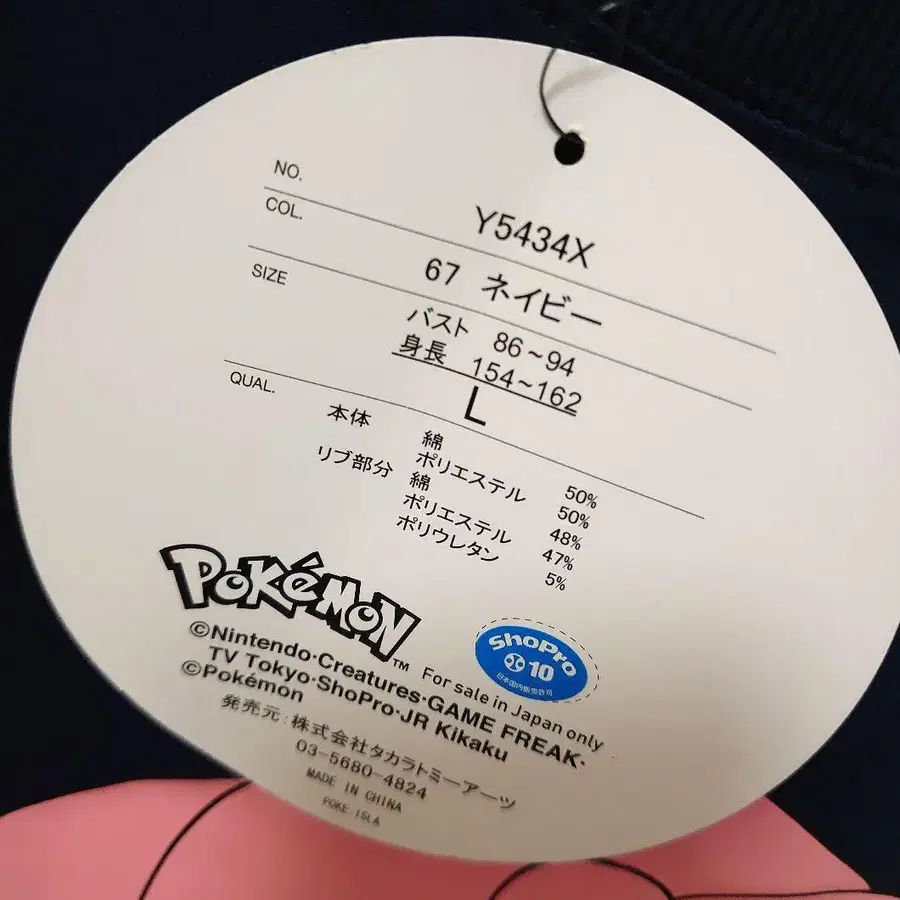 NO.
Y5434X
COL.
67 ネイビー
SIZE
バスト 86~94
身長 154~162
L
QUAL.
本体 綿 50%
ポリエステル 50%
リブ部分 綿 48%
ポリエステル 47%
ポリウレタン 5%
POKéMON™
For sale in Japan only
ShoPro
10
日本国内販売許可
©Nintendo・Creatures・GAME FREAK・
TV Tokyo・ShoPro・JR Kikaku
©Pokémon
発売元:株式会社タカラトミーアーツ
03-5680-4824
MADE IN CHINA
POKE 15LA